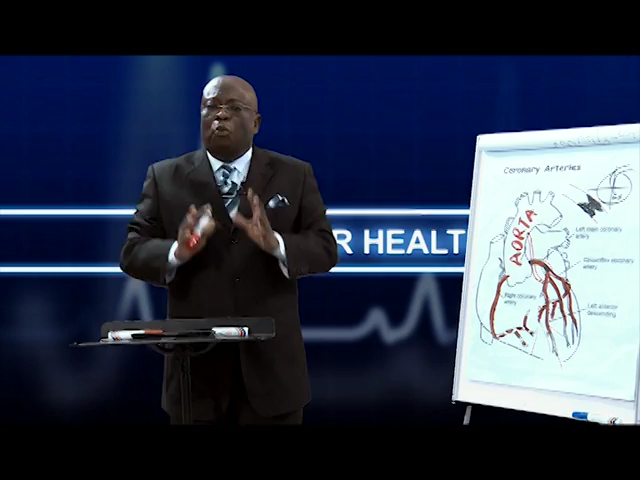 R HEALT
Coronary Arteries
AORTA
Left main coronary
artery
Circumflex coronary
artery
Right coronary
artery
Left anterior
descending